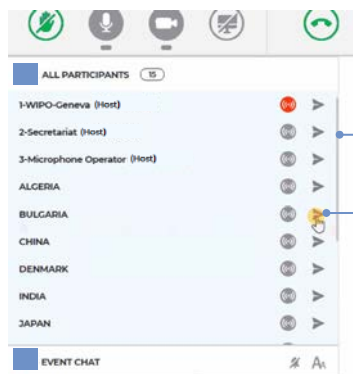 ALL PARTICIPANTS 15
1-WIPO-Geneva (Host)
2-Secretariat (Host)
3-Microphone Operator (Host)
ALGERIA
BULGARIA
CHINA
DENMARK
INDIA
JAPAN
EVENT CHAT AA